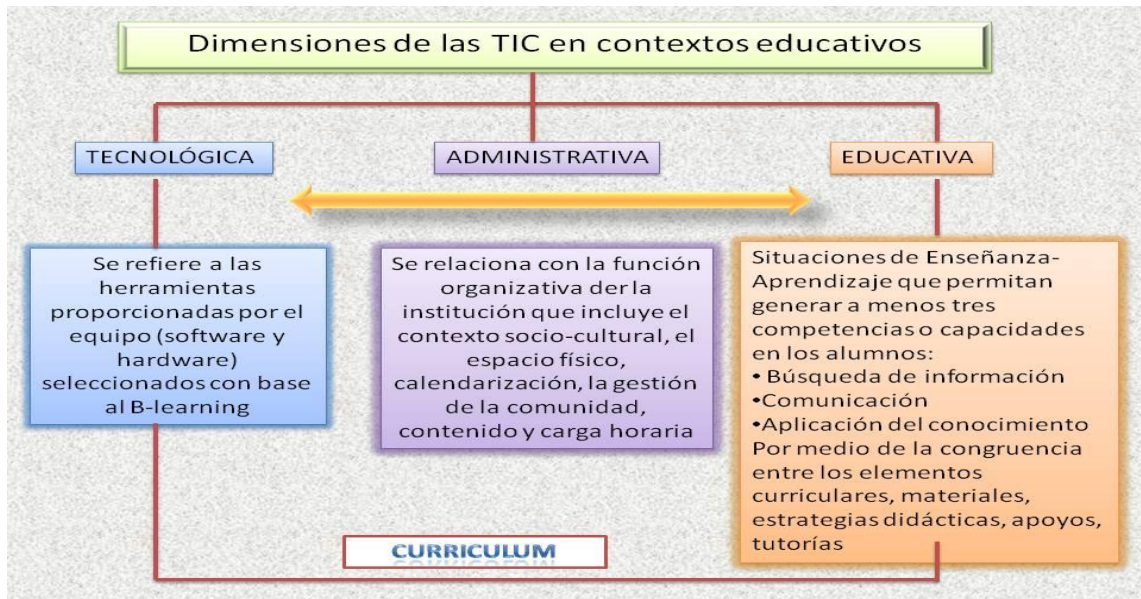 Dimensiones de las TIC en contextos educativos
TECNOLÓGICA
ADMINISTRATIVA
EDUCATIVA
Se refiere a las
herramientas
proporcionadas por el
equipo (software y
hardware)
seleccionados con base
al B-learning
Se relaciona con la función
organizativa der la
institución que incluye el
contexto socio-cultural, el
espacio físico,
calendarización, la gestión
de la comunidad,
contenido y carga horaria
Situaciones de Enseñanza-
Aprendizaje que permitan
generar a menos tres
competencias o capacidades
en los alumnos:
• Búsqueda de información
•Comunicación
•Aplicación del conocimiento
Por medio de la congruencia
entre los elementos
curriculares, materiales,
estrategias didácticas, apoyos,
tutorías
CURRICULUM